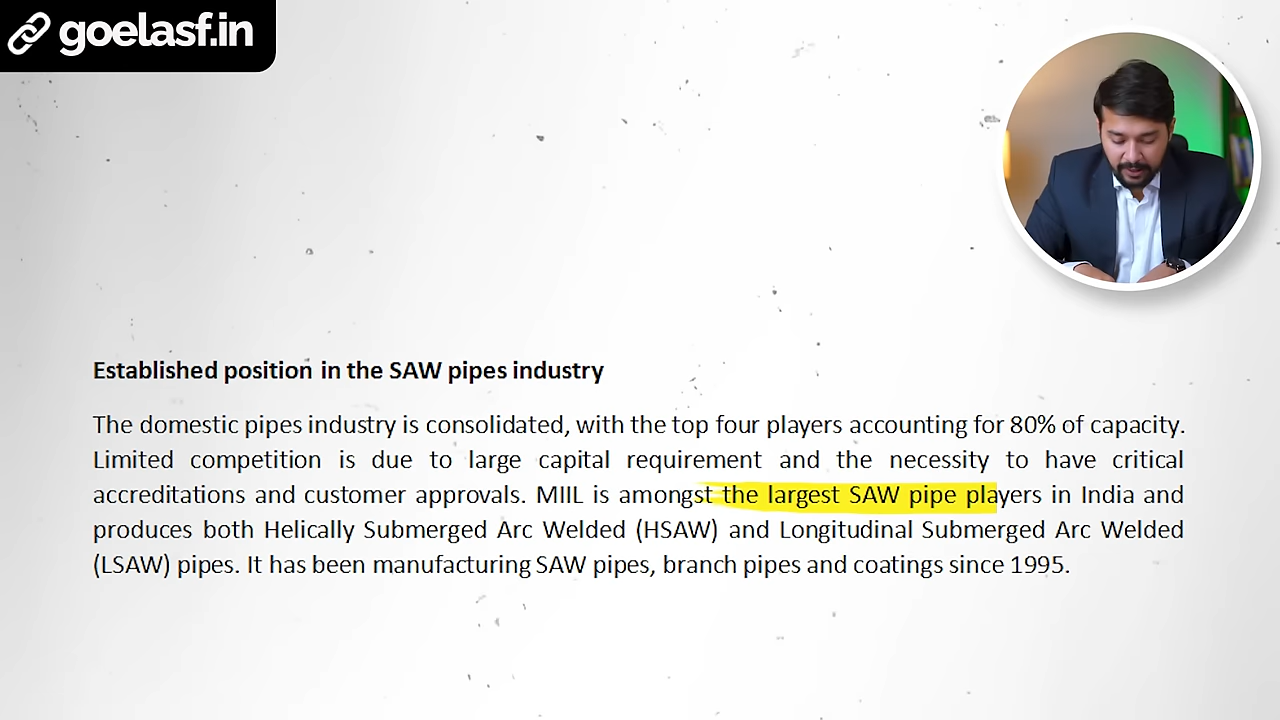 goelasf.in
Established position in the SAW pipes industry
The domestic pipes industry is consolidated, with the top four players accounting for 80% of capacity.
Limited competition is due to large capital requirement and the necessity to have critical
accreditations and customer approvals. MIIL is amongst the largest SAW pipe players in India and
produces both Helically Submerged Arc Welded (HSAW) and Longitudinal Submerged Arc Welded
(LSAW) pipes. It has been manufacturing SAW pipes, branch pipes and coatings since 1995.